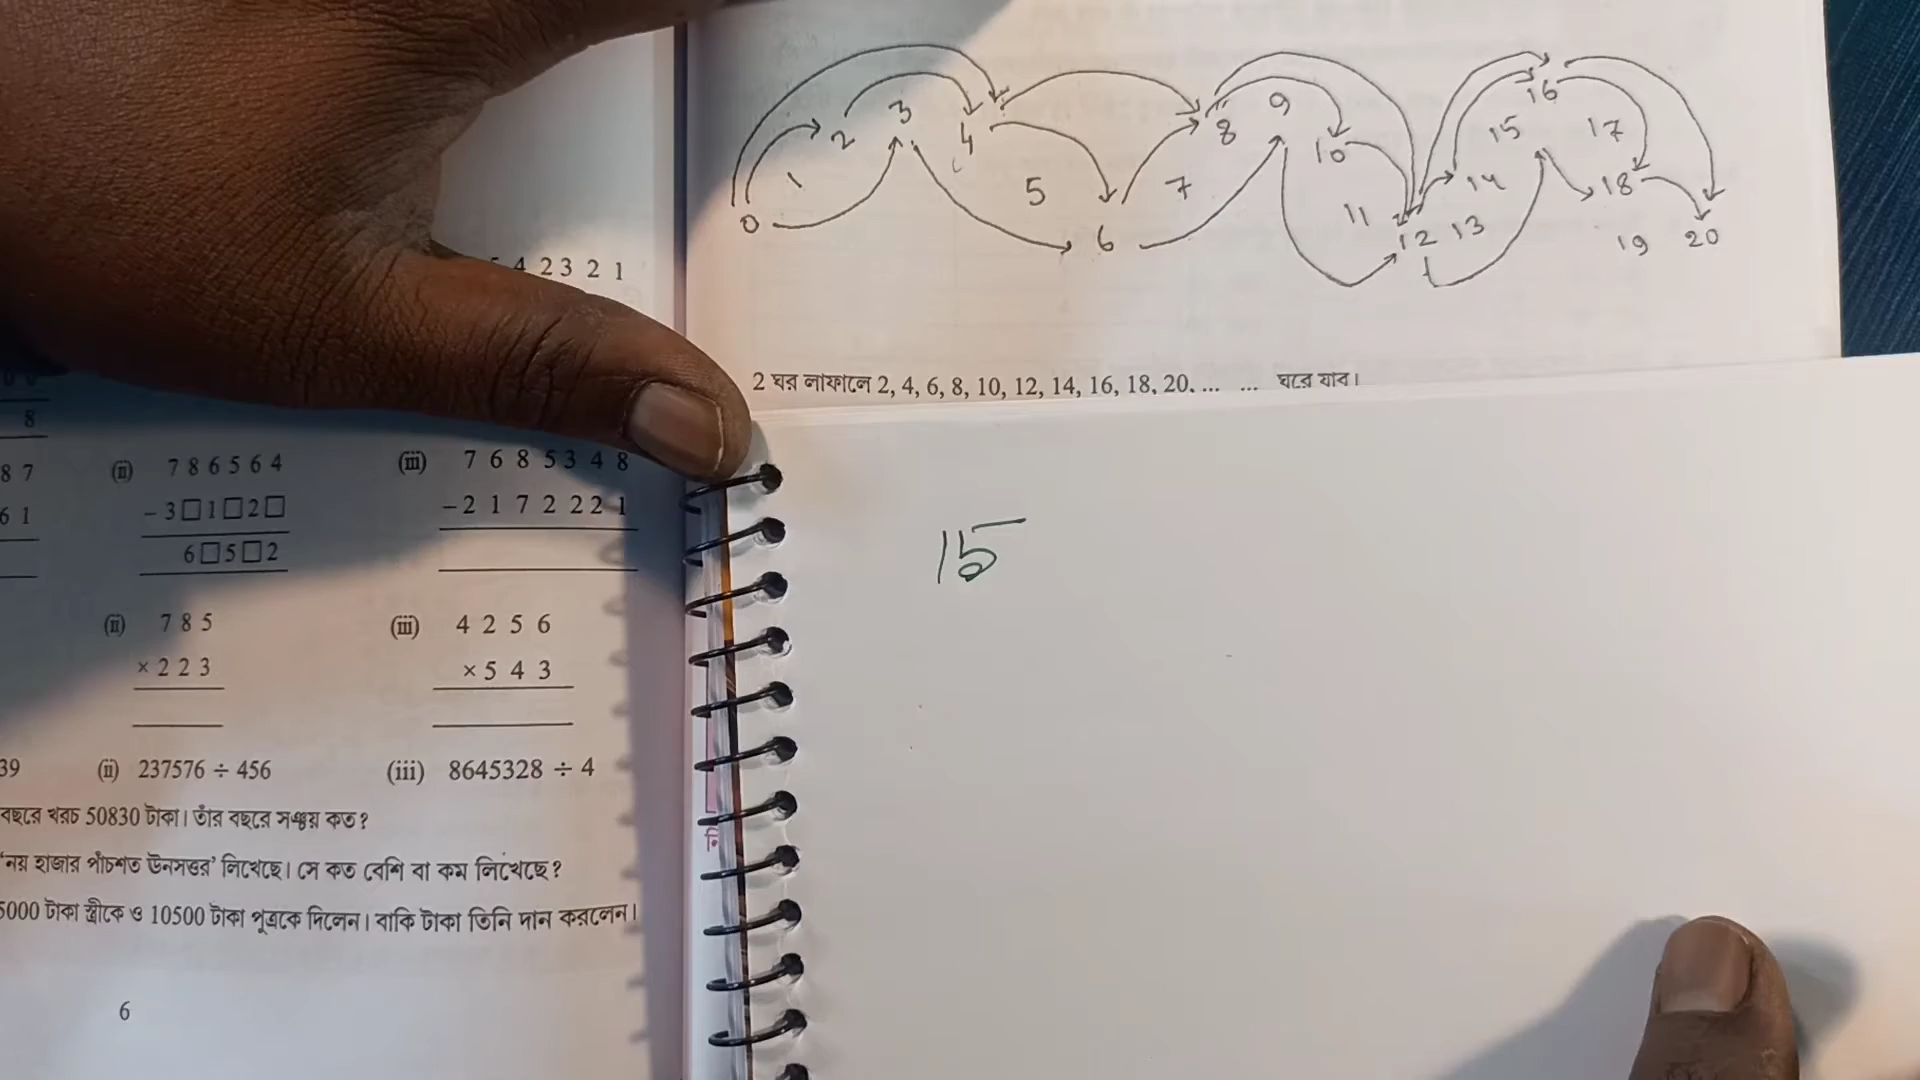 4 2 3 2 1
8
8 7
6 1
(ii) 7 8 6 5 6 4
− 3□1□2□
6□5□2
(iii) 7 6 8 5 3 4 8
− 2 1 7 2 2 2 1
(ii) 7 8 5
× 2 2 3
(iii) 4 2 5 6
× 5 4 3
39
(ii) 237576 ÷ 456
(iii) 8645328 ÷ 4
বছরে খরচ 50830 টাকা। তাঁর বছরে সঞ্চয় কত?
‘নয় হাজার পাঁচশত ঊনসত্তর’ লিখেছে। সে কত বেশি বা কম লিখেছে?
5000 টাকা স্ত্রীকে ও 10500 টাকা পুত্রকে দিলেন। বাকি টাকা তিনি দান করলেন।
6
0 1 2 3 4 5 6 7 8 9 10 11 12 13 14 15 16 17 18 19 20
2 ঘর লাফালে 2, 4, 6, 8, 10, 12, 14, 16, 18, 20, ... ... ঘরে যাব।
নি
15